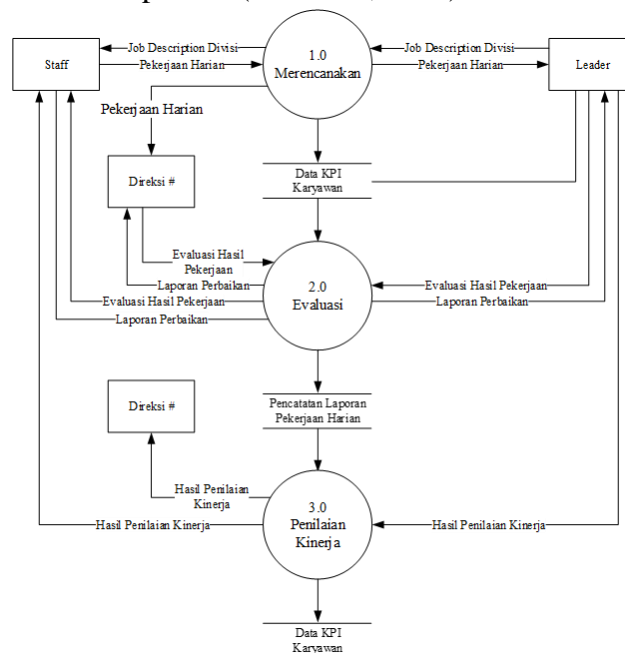 Job Description Divisi
Pekerjaan Harian
Staff
1.0
Merencanakan
Job Description Divisi
Pekerjaan Harian
Leader
Pekerjaan Harian
Direksi #
Data KPI
Karyawan
Evaluasi Hasil
Pekerjaan
Laporan Perbaikan
Evaluasi Hasil Pekerjaan
Laporan Perbaikan
2.0
Evaluasi
Evaluasi Hasil Pekerjaan
Laporan Perbaikan
Direksi #
Pencatatan Laporan
Pekerjaan Harian
Hasil Penilaian
Kinerja
Hasil Penilaian Kinerja
3.0
Penilaian
Kinerja
Hasil Penilaian Kinerja
Data KPI
Karyawan